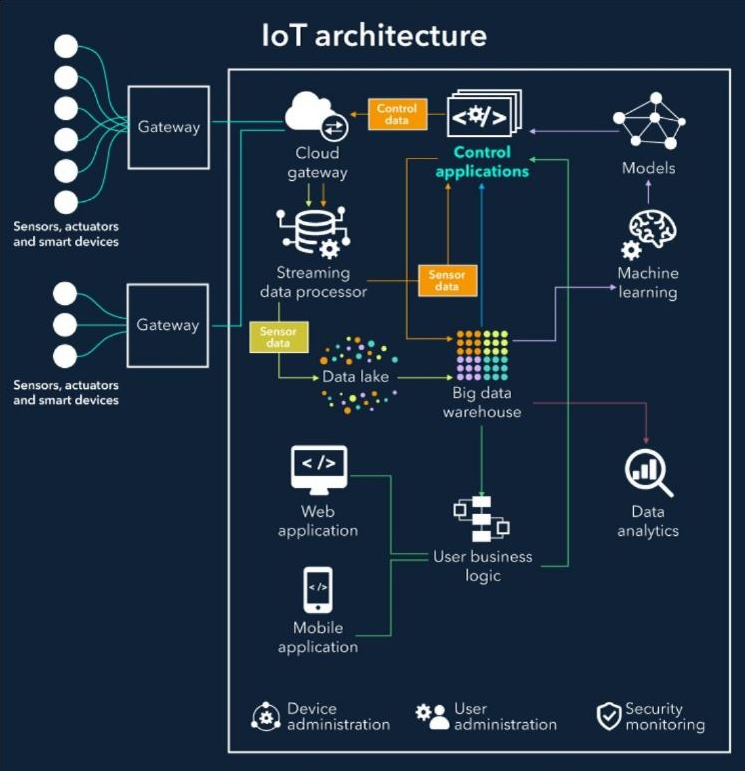 IoT architecture
Gateway
Sensors, actuators
and smart devices
Gateway
Sensors, actuators
and smart devices
Cloud
gateway
Control
data
</>
Control
applications
Models
Streaming
data processor
Sensor
data
Machine
learning
Sensor
data
Data lake
Big data
warehouse
</>
Web
application
User business
logic
Data
analytics
</>
Mobile
application
Device
administration
User
administration
Security
monitoring